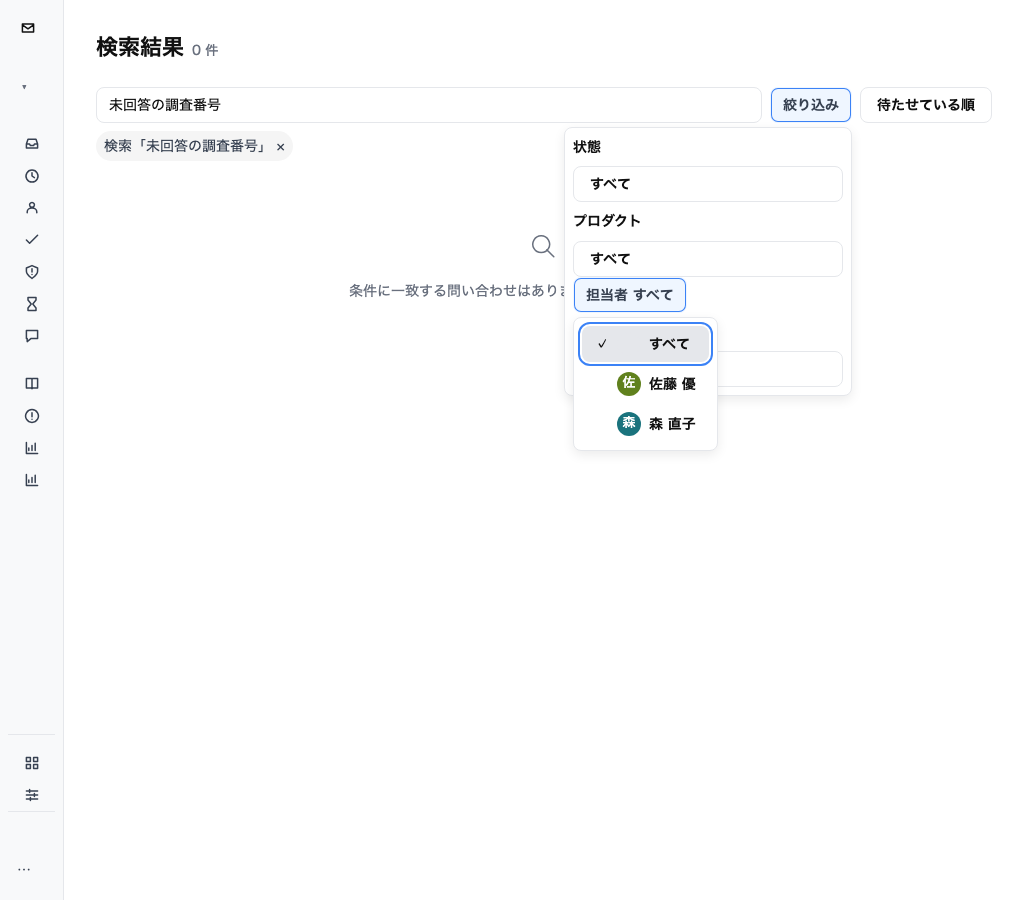 検索結果 0 件
未回答の調査番号
絞り込み
待たせている順
検索「未回答の調査番号」 ×
状態
すべて
プロダクト
すべて
担当者 すべて
✓ すべて
佐 佐藤 優
森 森 直子
条件に一致する問い合わせはありま